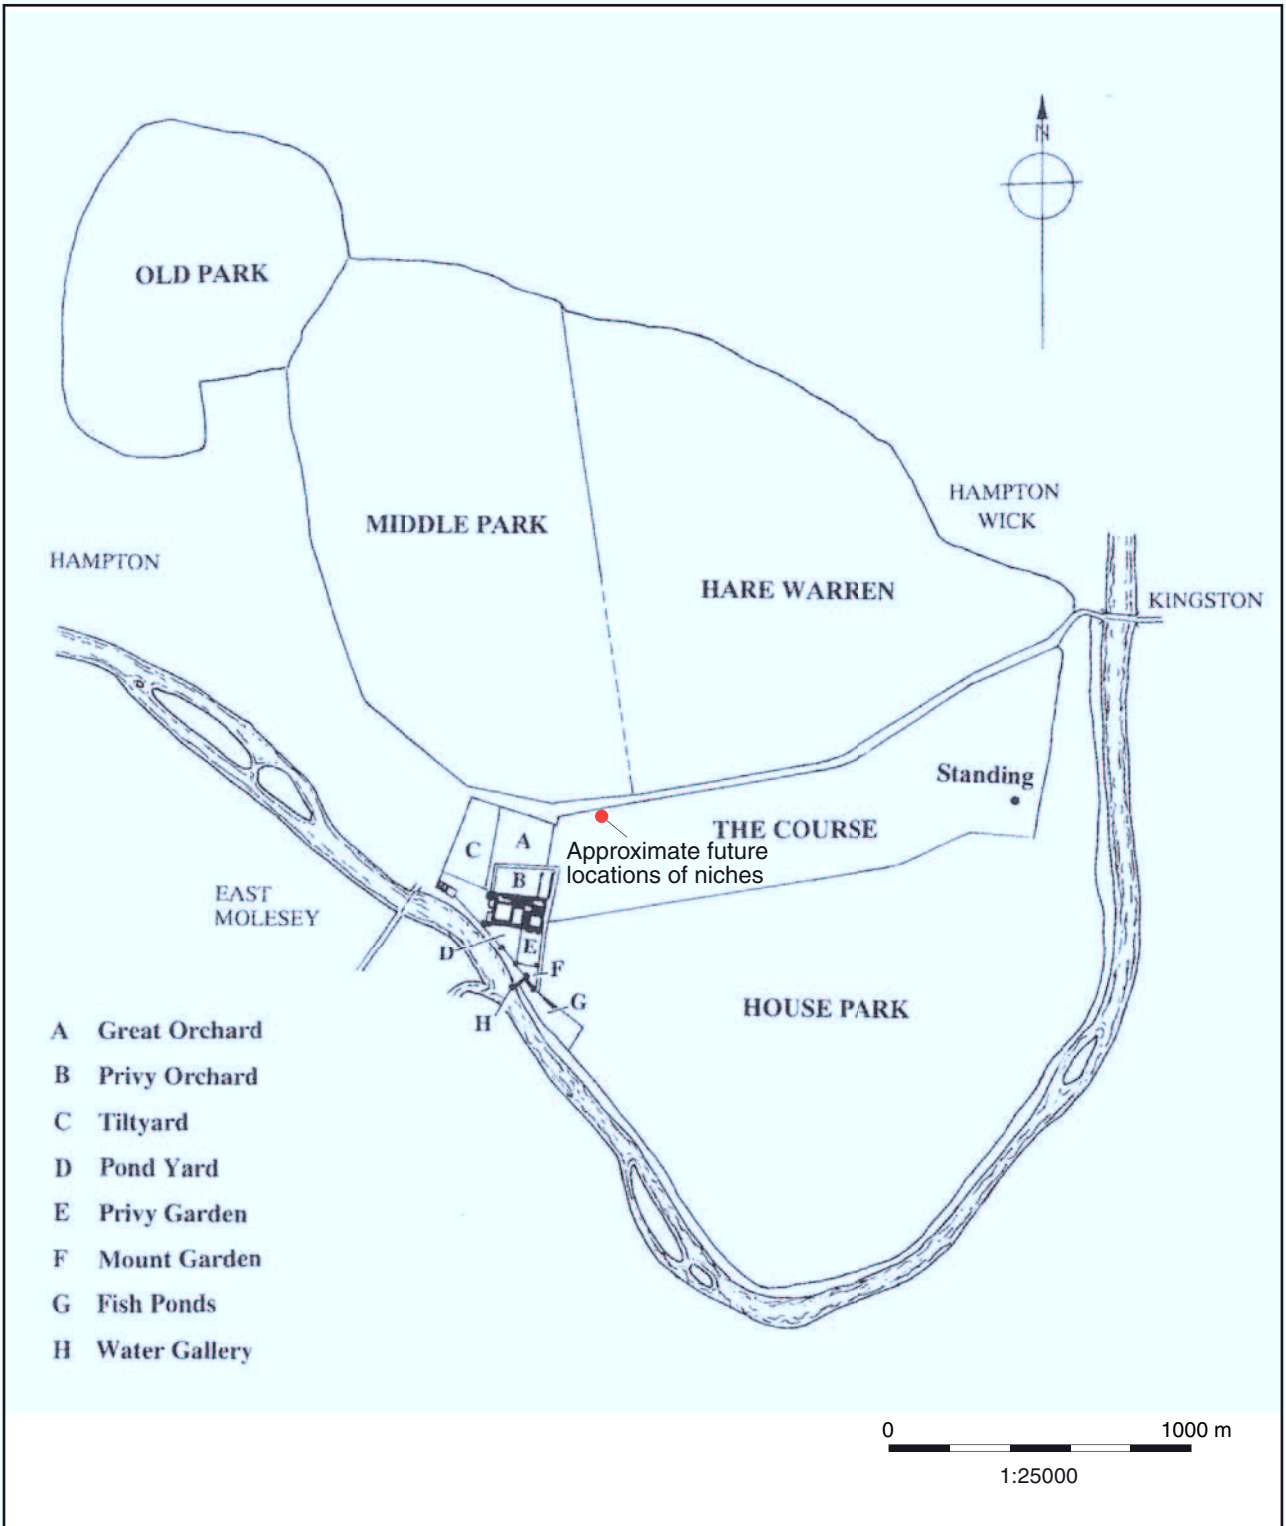 N
OLD PARK
HAMPTON
WICK
MIDDLE PARK
HAMPTON
HARE WARREN
KINGSTON
Standing
THE COURSE
C
A
Approximate future
locations of niches
B
EAST
MOLESEY
E
D
F
G
HOUSE PARK
H
A Great Orchard
B Privy Orchard
C Tiltyard
D Pond Yard
E Privy Garden
F Mount Garden
G Fish Ponds
H Water Gallery
0 1000 m
1:25000